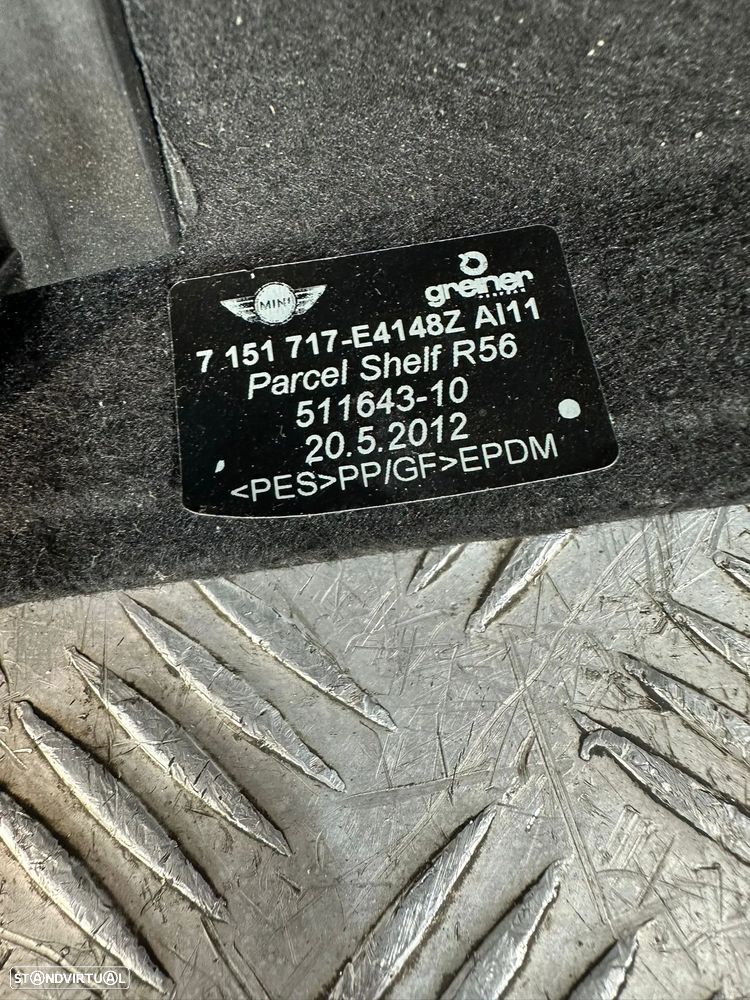 MINI
greiner
7 151 717-E4148Z AI11
Parcel Shelf R56
511643-10
20.5.2012
<PES>PP/GF>EPDM
STANDVIRTUAL